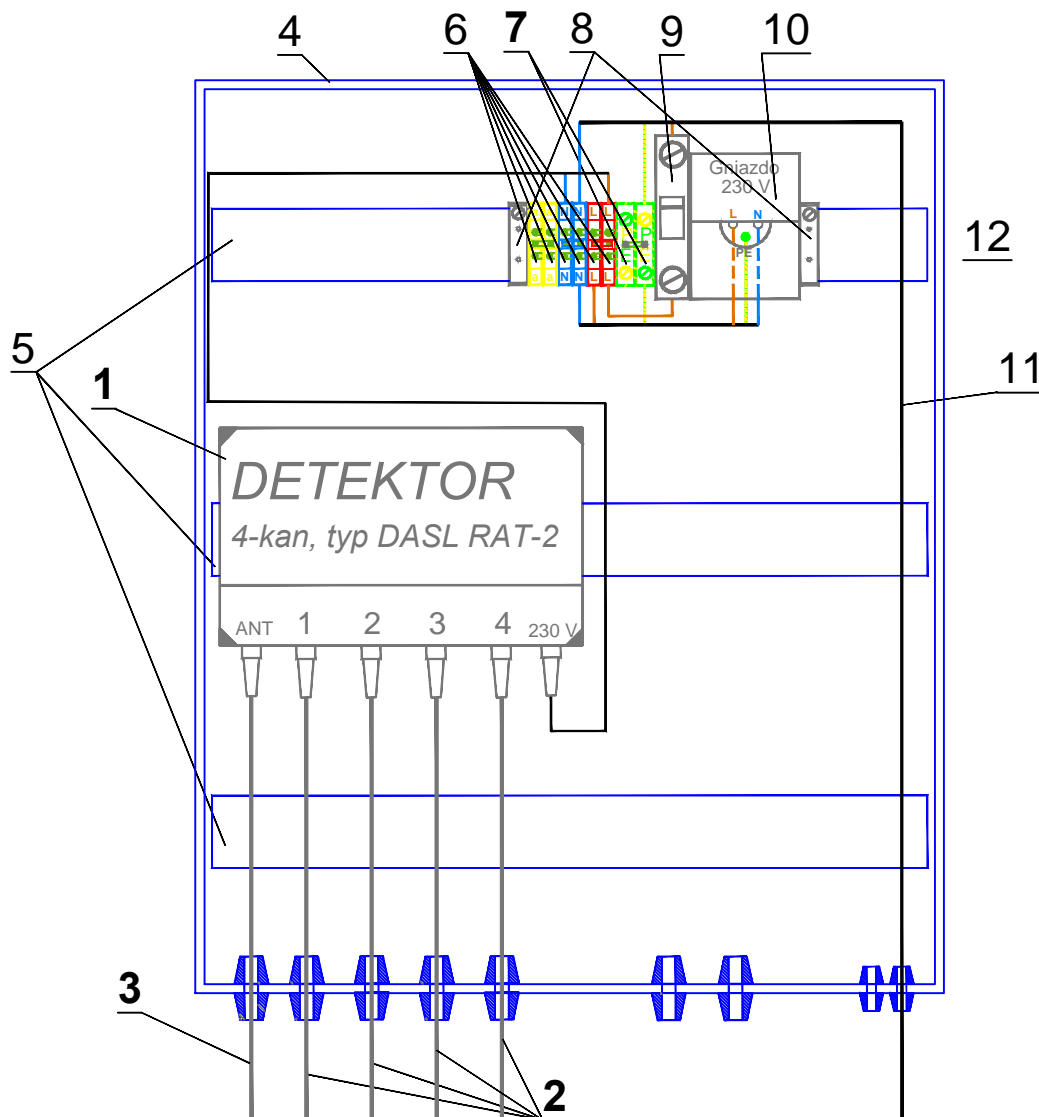 4
6
7
8
9
10
Gniazdo
230 V
L N
PE
a a N N L L
P
a a N N L L
12
5
11
1
DETEKTOR
4-kan, typ DASL RAT-2
ANT 1 2 3 4 230 V
3
2